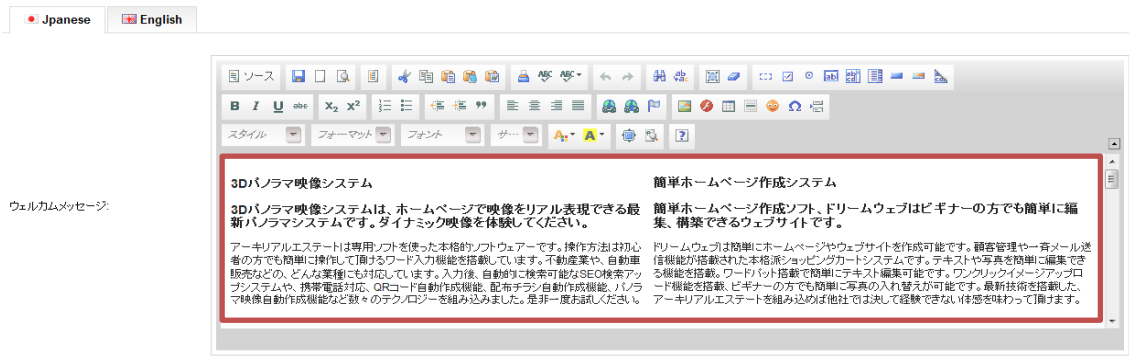 Jpanese
English
ソース
ABC
ABC
B I U abc X₂ X²
スタイル
フォーマット
フォント
サ…
A
A
ウェルカムメッセージ:
3Dパノラマ映像システム
3Dパノラマ映像システムは、ホームページで映像をリアル表現できる最
新パノラマシステムです。ダイナミック映像を体験してください。
アーキリアルエステートは専用ソフトを使った本格的ソフトウェアーです。操作方法は初心
者の方でも簡単に操作して頂けるワード入力機能を搭載しています。不動産業や、自動車
販売などの、どんな業種にも対応しています。入力後、自動的に検索可能なSEO検索アッ
プシステムや、携帯電話対応、QRコード自動作成機能、配布チラシ自動作成機能、パノラ
マ映像自動作成機能など数々のテクノロジーを組み込みました。是非一度お試しください。
簡単ホームページ作成システム
簡単ホームページ作成ソフト、ドリームウェブはビギナーの方でも簡単に編
集、構築できるウェブサイトです。
ドリームウェブは簡単にホームページやウェブサイトを作成可能です。顧客管理や一斉メール送
信機能が搭載された本格派ショッピングカートシステムです。テキストや写真を簡単に編集でき
る機能を搭載。ワードパット搭載で簡単にテキスト編集可能です。ワンクリックイメージアップロ
ード機能を搭載、ビギナーの方でも簡単に写真の入れ替えが可能です。最新技術を搭載した、
アーキリアルエステートを組み込めば他社では決して経験できない体感を味わって頂けます。